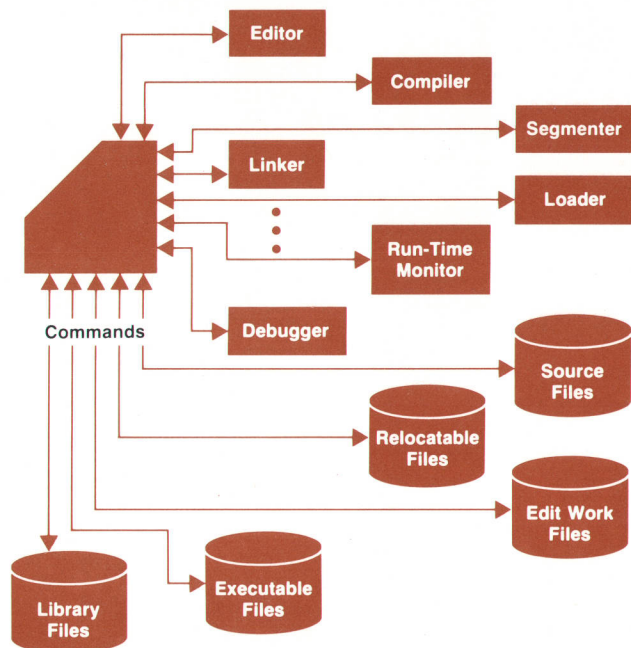 Editor
Compiler
Segmenter
Linker
Loader
Run-Time
Monitor
Debugger
Commands
Source
Files
Relocatable
Files
Edit Work
Files
Executable
Files
Library
Files